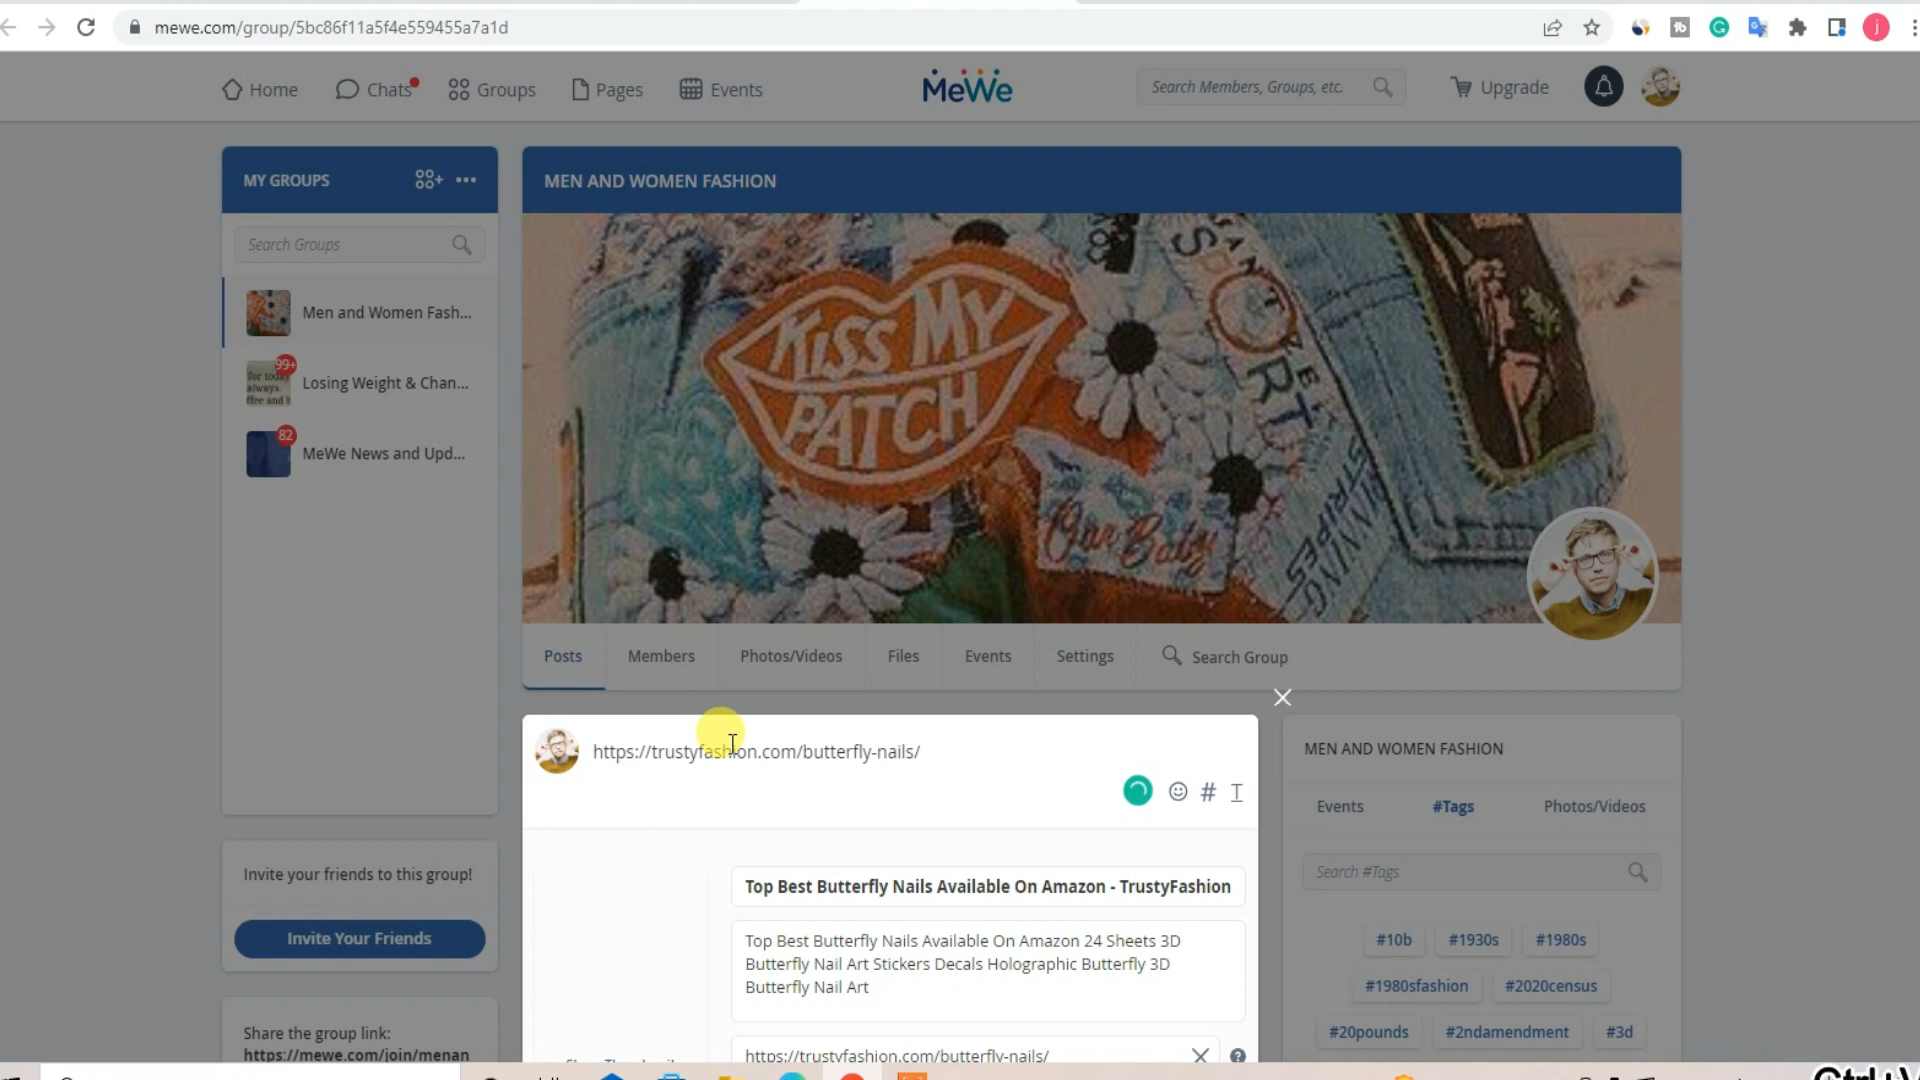 mewe.com/group/5bc86f11a5f4e559455a7a1d
Home
Chats
Groups
Pages
Events
MeWe
Search Members, Groups, etc.
Upgrade
j
MY GROUPS
Search Groups
Men and Women Fash...
99+
Losing Weight & Chan...
82
MeWe News and Upd...
MEN AND WOMEN FASHION
KISS MY
PATCH
Posts
Members
Photos/Videos
Files
Events
Settings
Search Group
https://trustyfashion.com/butterfly-nails/
Top Best Butterfly Nails Available On Amazon - TrustyFashion
Top Best Butterfly Nails Available On Amazon 24 Sheets 3D
Butterfly Nail Art Stickers Decals Holographic Butterfly 3D
Butterfly Nail Art
https://trustyfashion.com/butterfly-nails/
MEN AND WOMEN FASHION
Events
#Tags
Photos/Videos
Search #Tags
#10b
#1930s
#1980s
#1980sfashion
#2020census
#20pounds
#2ndamendment
#3d
Invite your friends to this group!
Invite Your Friends
Share the group link:
https://mewe.com/join/menan
Ctrl+V